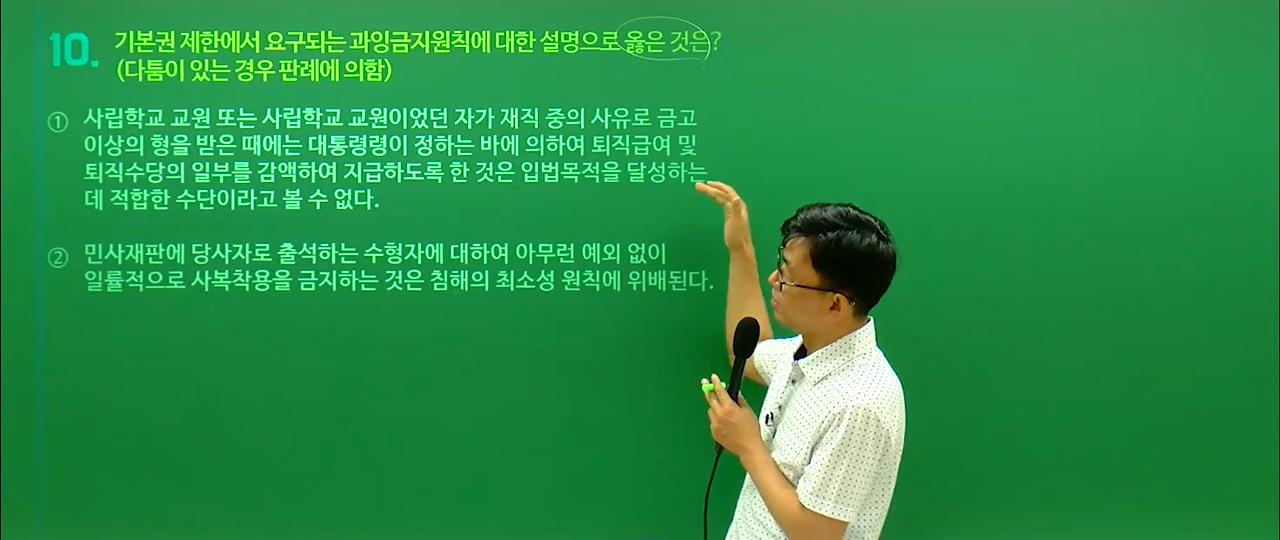 10. 기본권 제한에서 요구되는 과잉금지원칙에 대한 설명으로 옳은 것은?
(다툼이 있는 경우 판례에 의함)
① 사립학교 교원 또는 사립학교 교원이었던 자가 재직 중의 사유로 금고
이상의 형을 받은 때에는 대통령령이 정하는 바에 의하여 퇴직급여 및
퇴직수당의 일부를 감액하여 지급하도록 한 것은 입법목적을 달성하는
데 적합한 수단이라고 볼 수 없다.
② 민사재판에 당사자로 출석하는 수형자에 대하여 아무런 예외 없이
일률적으로 사복착용을 금지하는 것은 침해의 최소성 원칙에 위배된다.